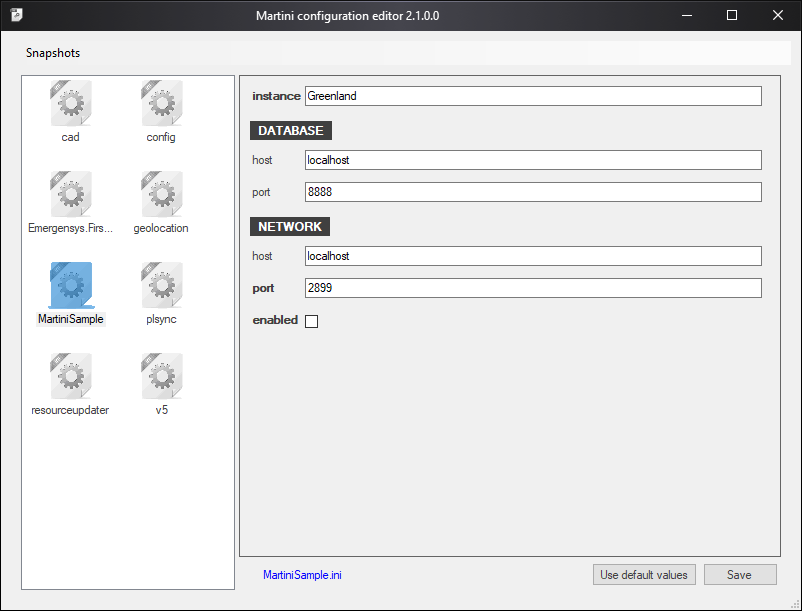 Martini configuration editor 2.1.0.0
Snapshots
cad
config
Emergensys.Firs...
geolocation
MartiniSample
plsync
resourceupdater
v5
instance Greenland
DATABASE
host localhost
port 8888
NETWORK
host localhost
port 2899
enabled
MartiniSample.ini
Use default values
Save